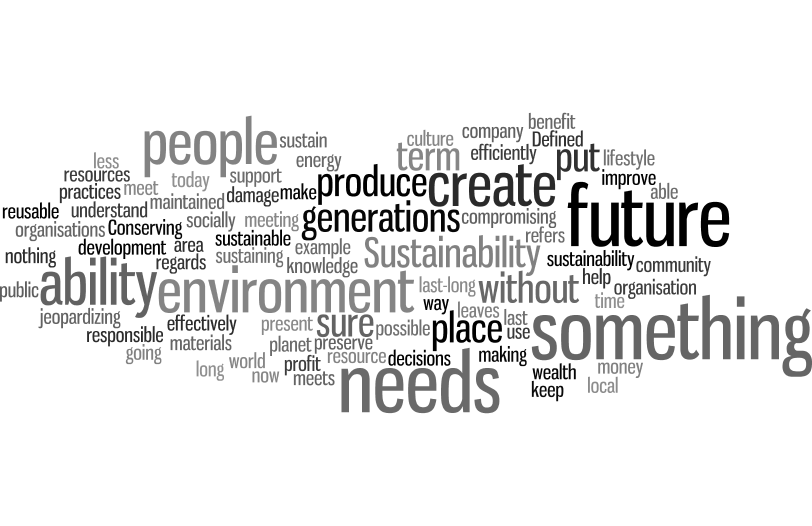 benefit
people sustain culture company Defined
less energy term efficiently put lifestyle
resources today support produce create improve
practices meet maintained damage make future able
reusable understand socially meeting generations compromising
organisations Conserving sustainable refers
nothing development area sustaining example Sustainability sustainability community
regards knowledge help
public ability environment last-long without organisation
jeopardizing way leaves time
responsible effectively present sure possible place last use something
going materials planet preserve
long world resource decisions making money
now profit meets needs wealth local
keep